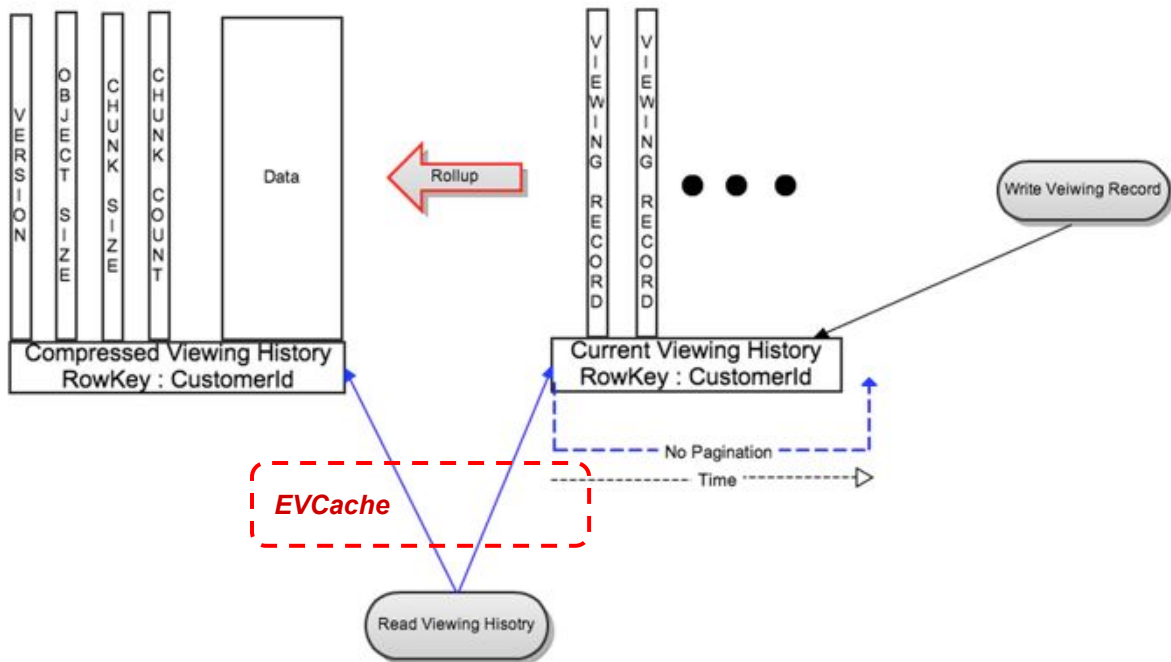 VERSION
OBJECT SIZE
CHUNK SIZE
CHUNK COUNT
Data
Rollup
VIEWING RECORD
VIEWING RECORD
Write Veiwing Record
Compressed Viewing History
RowKey : CustomerId
Current Viewing History
RowKey : CustomerId
No Pagination
Time
EVCache
Read Viewing Hisotry